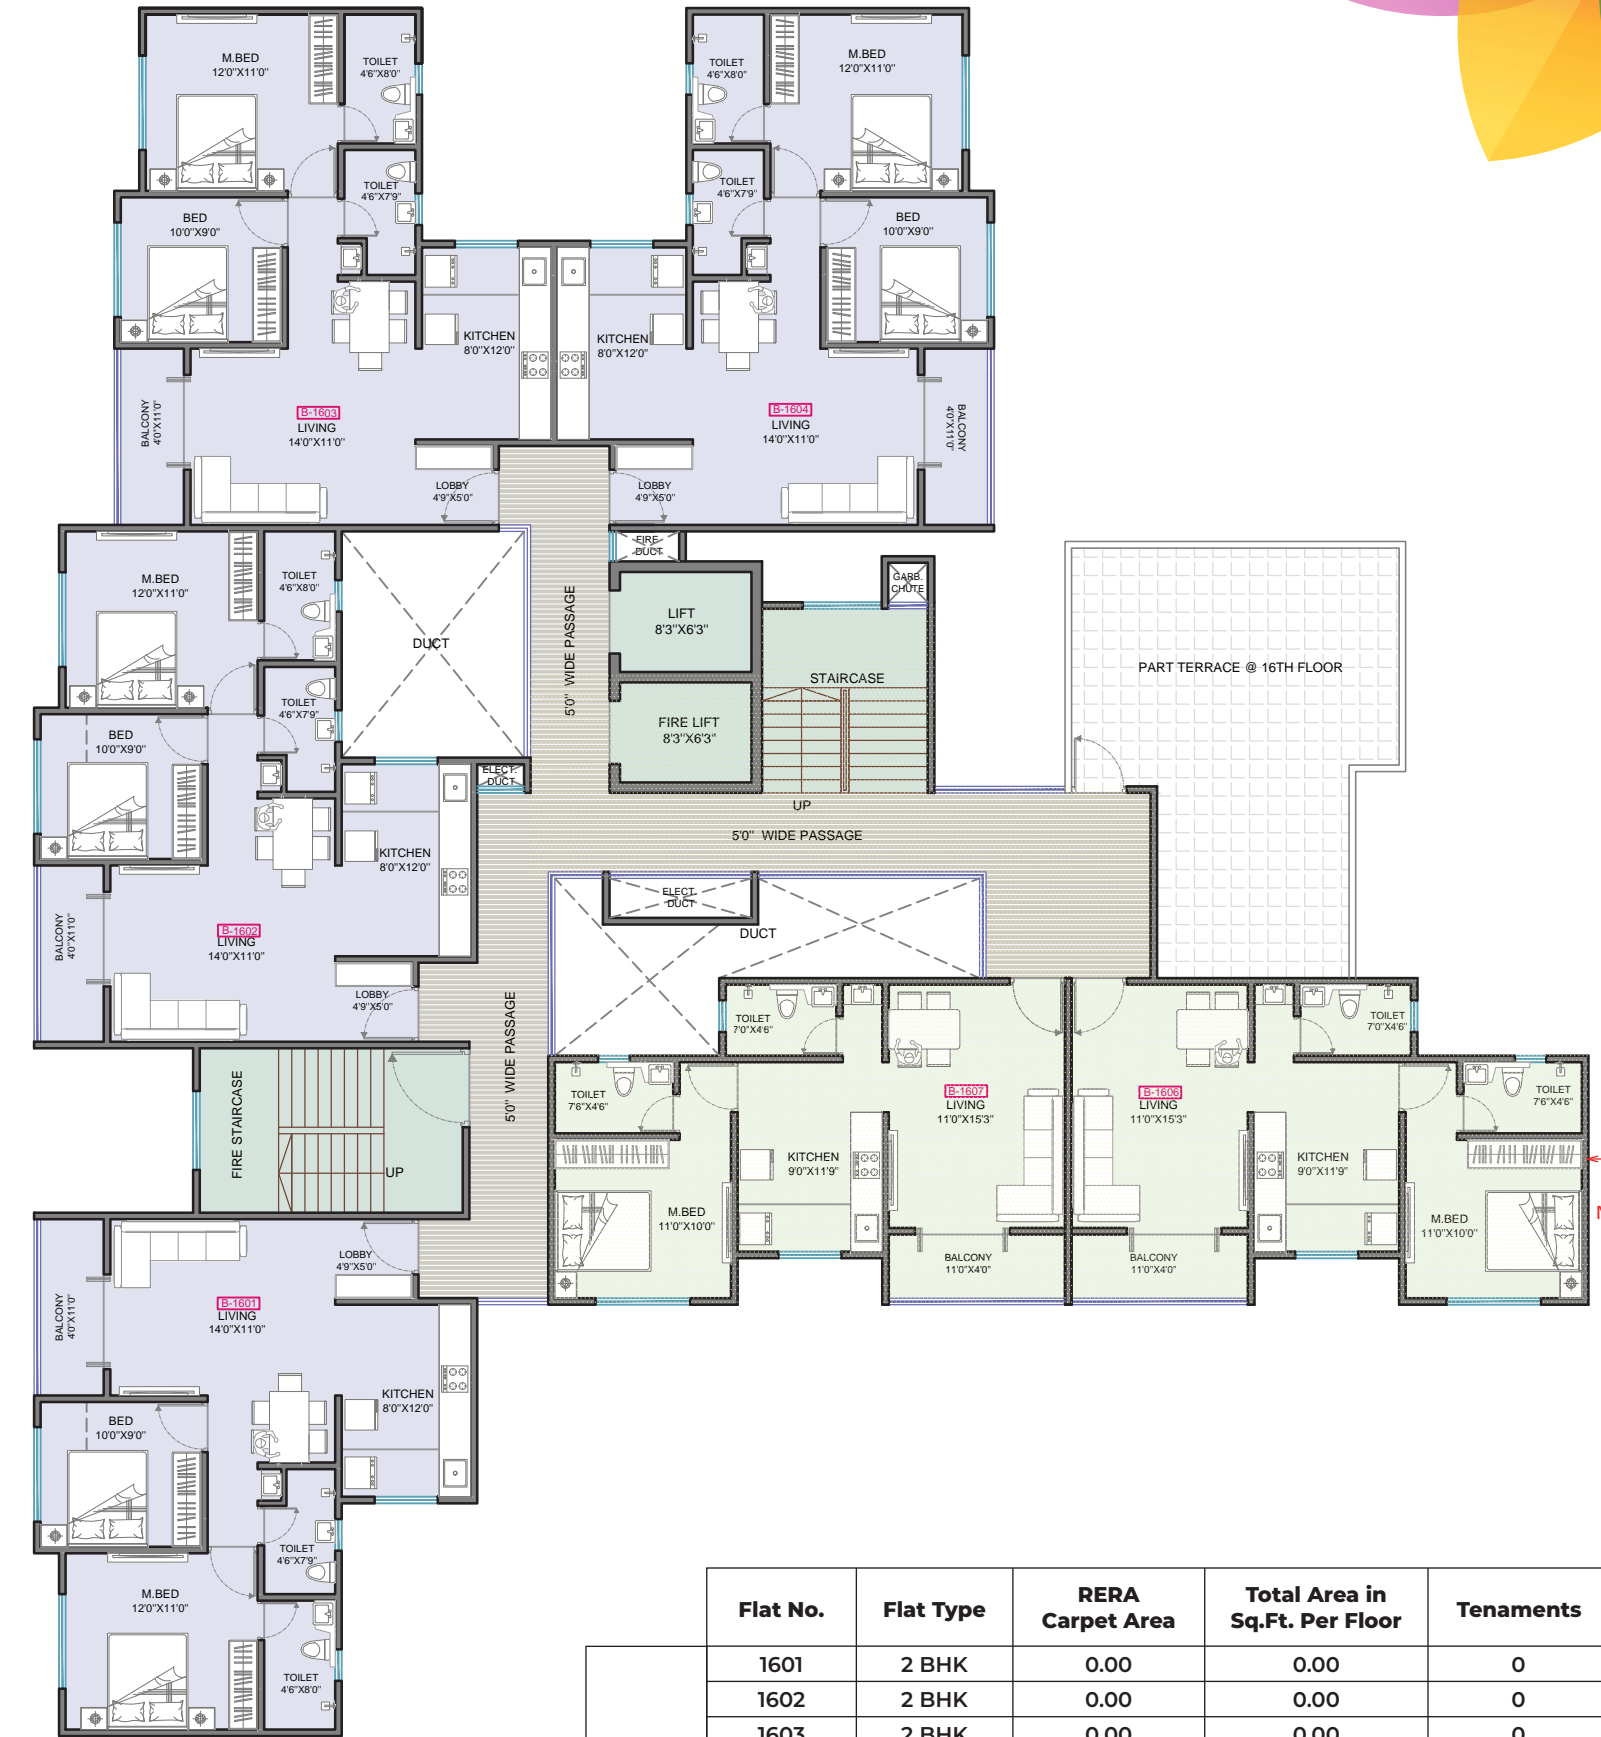 M.BED
12'0"X11'0"
TOILET
4'6"X8'0"
TOILET
4'6"X7'9"
BED
10'0"X9'0"
KITCHEN
8'0"X12'0"
B-1603
LIVING
14'0"X11'0"
BALCONY
4'0"X11'0"
LOBBY
4'9"X5'0"
TOILET
4'6"X8'0"
M.BED
12'0"X11'0"
TOILET
4'6"X7'9"
BED
10'0"X9'0"
KITCHEN
8'0"X12'0"
B-1604
LIVING
14'0"X11'0"
BALCONY
4'0"X11'0"
LOBBY
4'9"X5'0"
FIRE
DUCT
GARB.
CHUTE
LIFT
8'3"X6'3"
FIRE LIFT
8'3"X6'3"
STAIRCASE
UP
5'0" WIDE PASSAGE
5'0" WIDE PASSAGE
PART TERRACE @ 16TH FLOOR
DUCT
ELECT.
DUCT
M.BED
12'0"X11'0"
TOILET
4'6"X8'0"
TOILET
4'6"X7'9"
BED
10'0"X9'0"
KITCHEN
8'0"X12'0"
B-1602
LIVING
14'0"X11'0"
BALCONY
4'0"X11'0"
LOBBY
4'9"X5'0"
ELECT.
DUCT
DUCT
5'0" WIDE PASSAGE
FIRE STAIRCASE
UP
TOILET
7'0"X4'6"
TOILET
7'6"X4'6"
B-1607
LIVING
11'0"X15'3"
KITCHEN
9'0"X11'9"
M.BED
11'0"X10'0"
BALCONY
11'0"X4'0"
B-1606
LIVING
11'0"X15'3"
TOILET
7'0"X4'6"
TOILET
7'6"X4'6"
KITCHEN
9'0"X11'9"
M.BED
11'0"X10'0"
BALCONY
11'0"X4'0"
LOBBY
4'9"X5'0"
B-1601
LIVING
14'0"X11'0"
BALCONY
4'0"X11'0"
KITCHEN
8'0"X12'0"
BED
10'0"X9'0"
TOILET
4'6"X7'9"
M.BED
12'0"X11'0"
TOILET
4'6"X8'0"
Flat No. Flat Type RERA Carpet Area Total Area in Sq.Ft. Per Floor Tenaments
1601 2 BHK 0.00 0.00 0
1602 2 BHK 0.00 0.00 0
1603 2 BHK 0.00 0.00 0